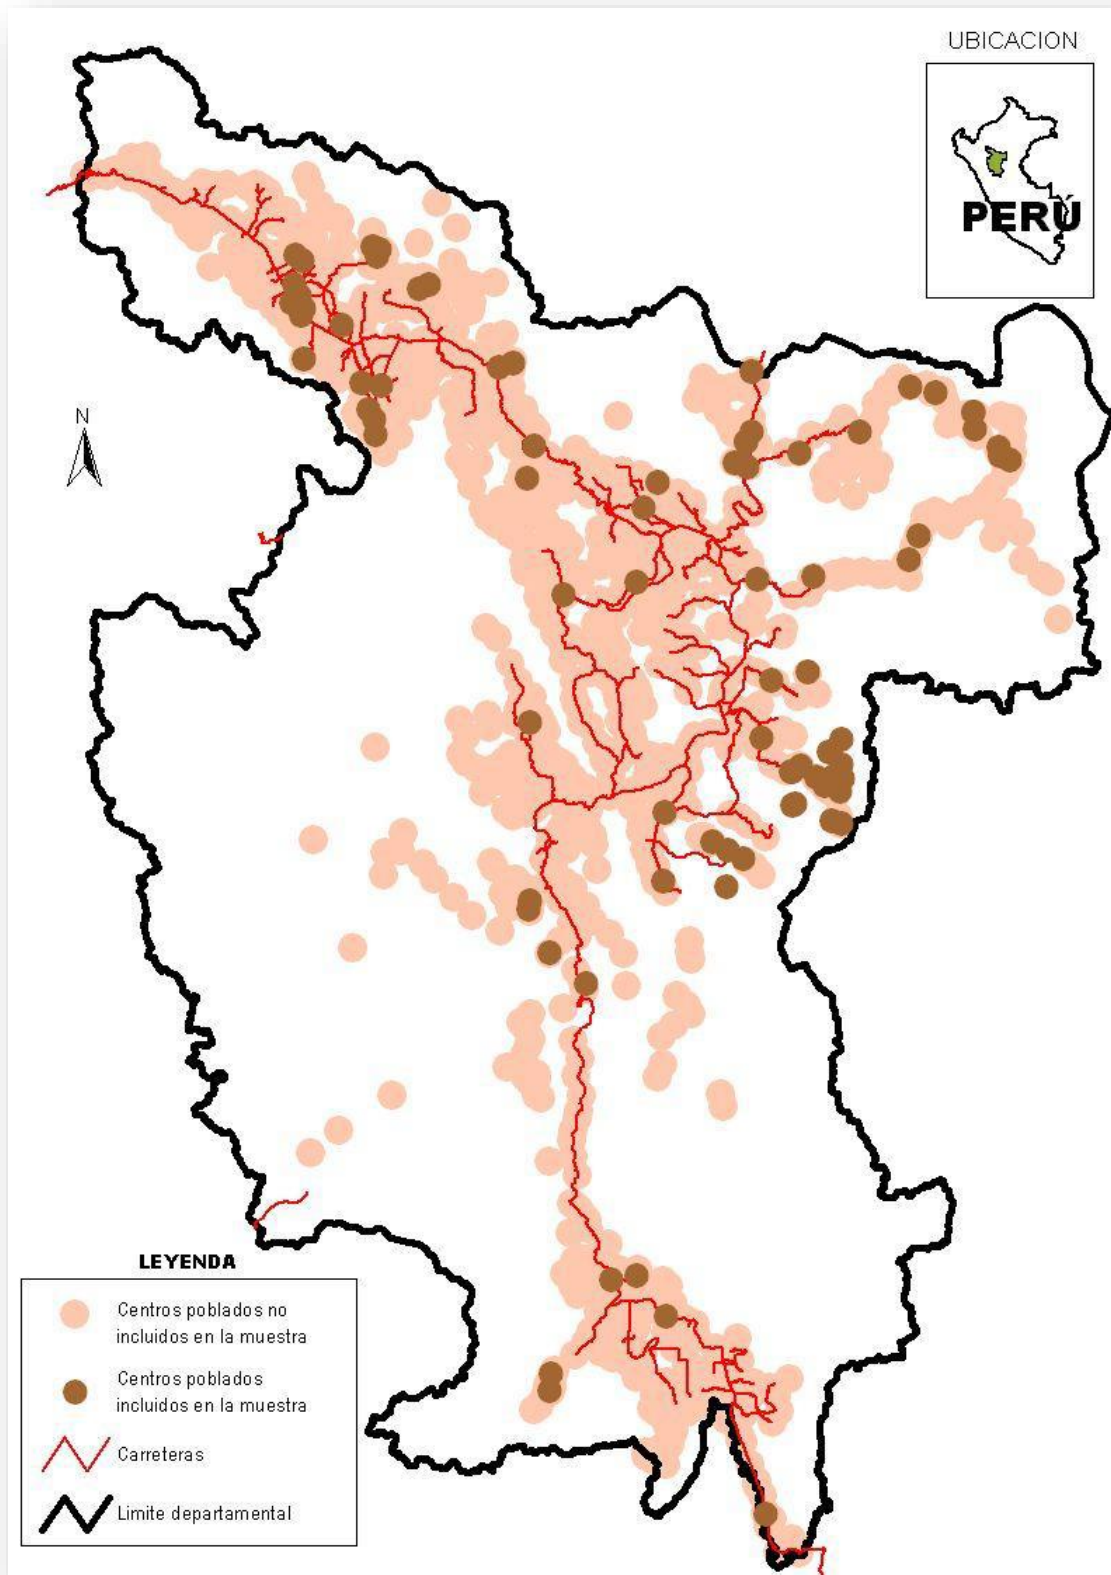 UBICACION
PERÚ
N
LEYENDA
Centros poblados no
incluidos en la muestra
Centros poblados
incluidos en la muestra
Carreteras
Limite departamental